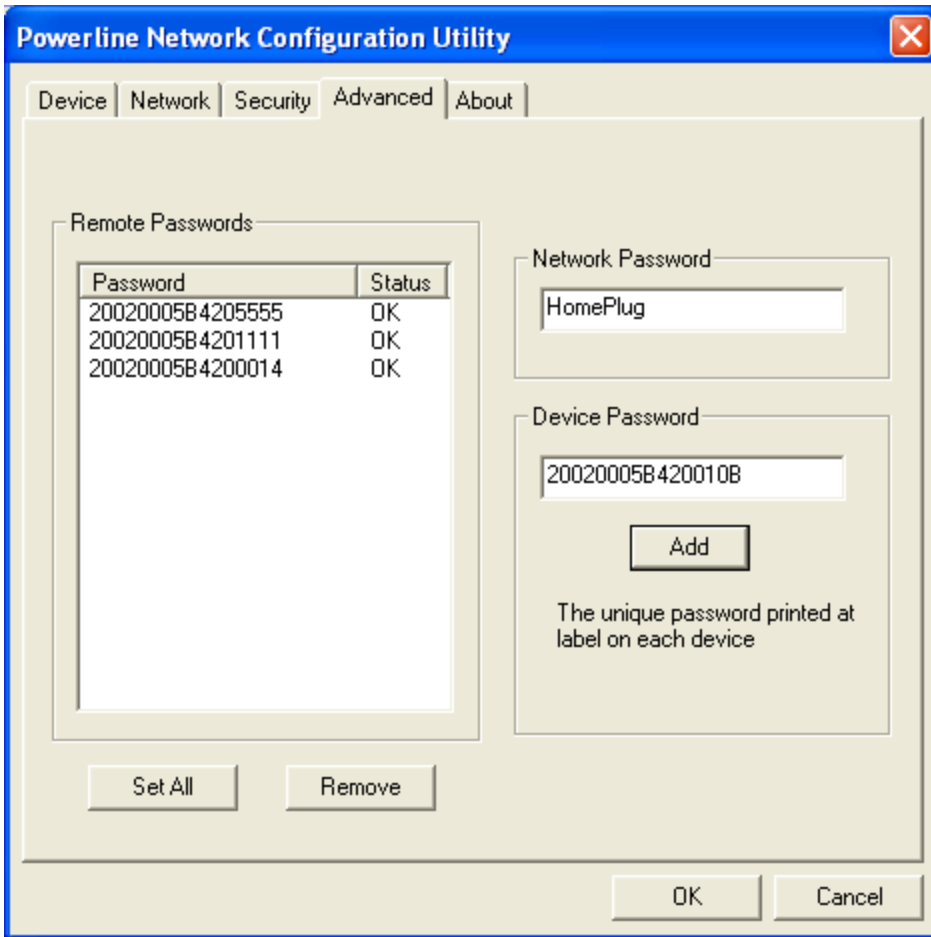 Powerline Network Configuration Utility
Device Network Security Advanced About
Remote Passwords
Password Status
20020005B4205555 OK
20020005B4201111 OK
20020005B4200014 OK
Set All Remove
Network Password
HomePlug
Device Password
20020005B420010B
Add
The unique password printed at
label on each device
OK Cancel